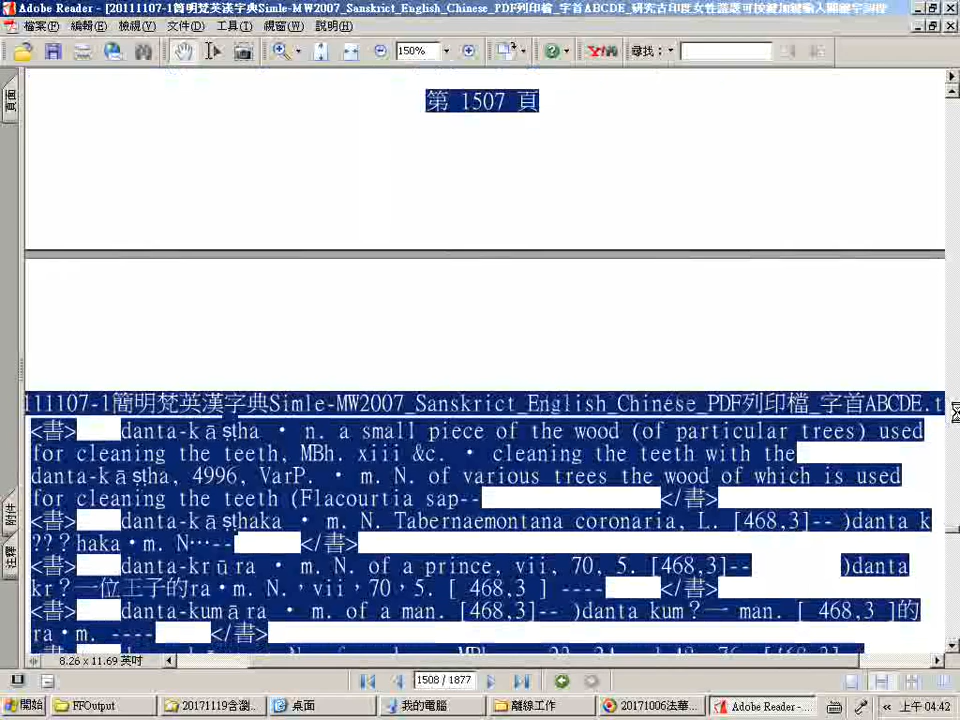 Adobe Reader - [20111107-1簡明梵英漢字典Simle-MW2007_Sanskrict_English_Chinese_PDF列印檔_字首ABCDE_研究古印度女性議題可按鍵
檔案(F) 編輯(E) 檢視(V) 文件(D) 工具(T) 視窗(W) 說明(H)
150% 尋找:
頁面
第 1507 頁
111107-1簡明梵英漢字典Simle-MW2007_Sanskrict_English_Chinese_PDF列印檔_字首ABCDE.t
<書> danta-kāṣṭha • n. a small piece of the wood (of particular trees) used
for cleaning the teeth, MBh. xiii &c. • cleaning the teeth with the
danta-kāṣṭha, 4996, VarP. • m. N. of various trees the wood of which is used
for cleaning the teeth (Flacourtia sap-- </書>
<書> danta-kāṣṭhaka • m. N. Tabernaemontana coronaria, L. [468,3]-- )danta k
???haka•m. N…-- </書>
<書> danta-krūra • m. N. of a prince, vii, 70, 5. [468,3]-- )danta
kr?一位王子的ra•m. N.,vii,70,5. [ 468,3 ] ---- </書>
<書> danta-kumāra • m. of a man. [468,3]-- )danta kum?一 man. [ 468,3 ]的
ra•m. ---- </書>
附件
註釋
8.26 x 11.69 英吋
1508 / 1877
開始 FFOutput 20171119含瀏... 桌面 我的電腦 離線工作 20171006法華... Adobe Reader - [... 上午 04:42